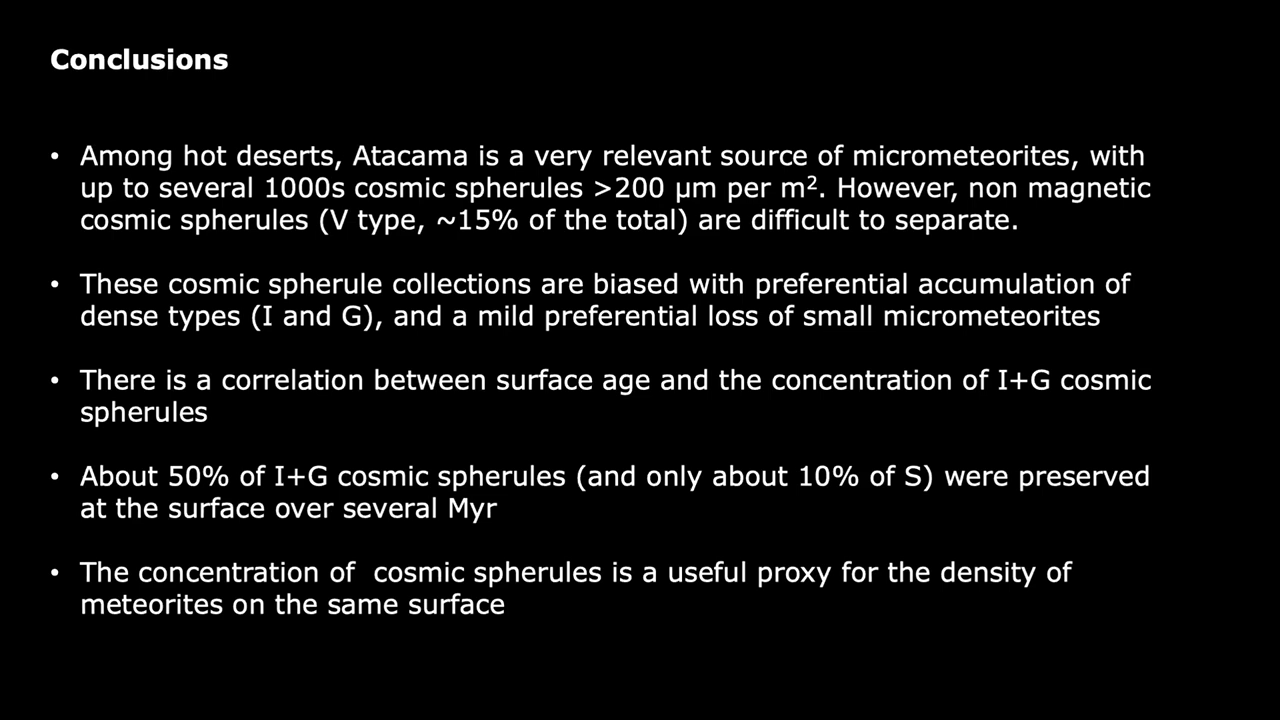 Conclusions
• Among hot deserts, Atacama is a very relevant source of micrometeorites, with
up to several 1000s cosmic spherules >200 µm per m². However, non magnetic
cosmic spherules (V type, ~15% of the total) are difficult to separate.
• These cosmic spherule collections are biased with preferential accumulation of
dense types (I and G), and a mild preferential loss of small micrometeorites
• There is a correlation between surface age and the concentration of I+G cosmic
spherules
• About 50% of I+G cosmic spherules (and only about 10% of S) were preserved
at the surface over several Myr
• The concentration of  cosmic spherules is a useful proxy for the density of
meteorites on the same surface